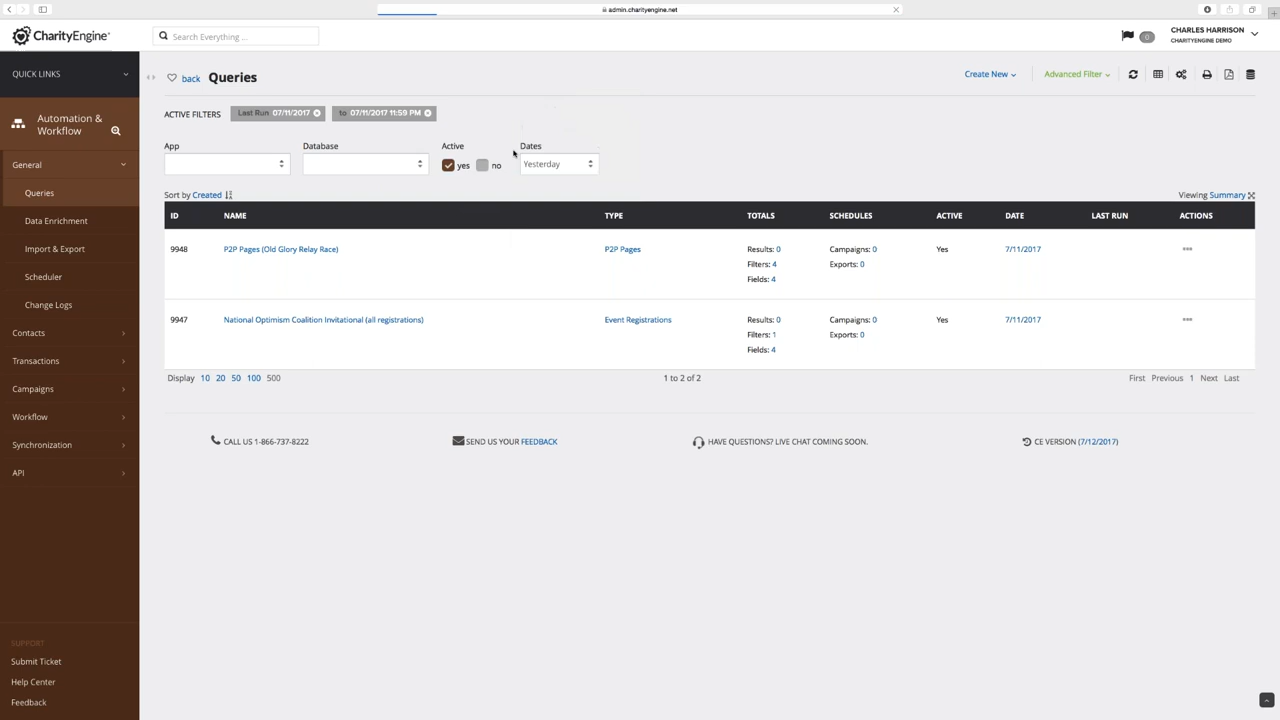 admin.charityengine.net
CharityEngine
Search Everything ...
0
CHARLES HARRISON
CHARITYENGINE DEMO
QUICK LINKS
back Queries
Create New
Advanced Filter
ACTIVE FILTERS Last Run 07/11/2017 to 07/11/2017 11:59 PM
Automation & Workflow
App Database Active Dates
yes no Yesterday
General
Queries
Data Enrichment
Import & Export
Scheduler
Change Logs
Contacts
Transactions
Campaigns
Workflow
Synchronization
API
Sort by Created
Viewing Summary
ID NAME TYPE TOTALS SCHEDULES ACTIVE DATE LAST RUN ACTIONS
9948 P2P Pages (Old Glory Relay Race) P2P Pages Results: 0 Campaigns: 0 Yes 7/11/2017
Filters: 4 Exports: 0
Fields: 4
9947 National Optimism Coalition Invitational (all registrations) Event Registrations Results: 0 Campaigns: 0 Yes 7/11/2017
Filters: 1 Exports: 0
Fields: 4
Display 10 20 50 100 500 1 to 2 of 2 First Previous 1 Next Last
CALL US 1-866-737-8222 SEND US YOUR FEEDBACK HAVE QUESTIONS? LIVE CHAT COMING SOON. CE VERSION (7/12/2017)
SUPPORT
Submit Ticket
Help Center
Feedback